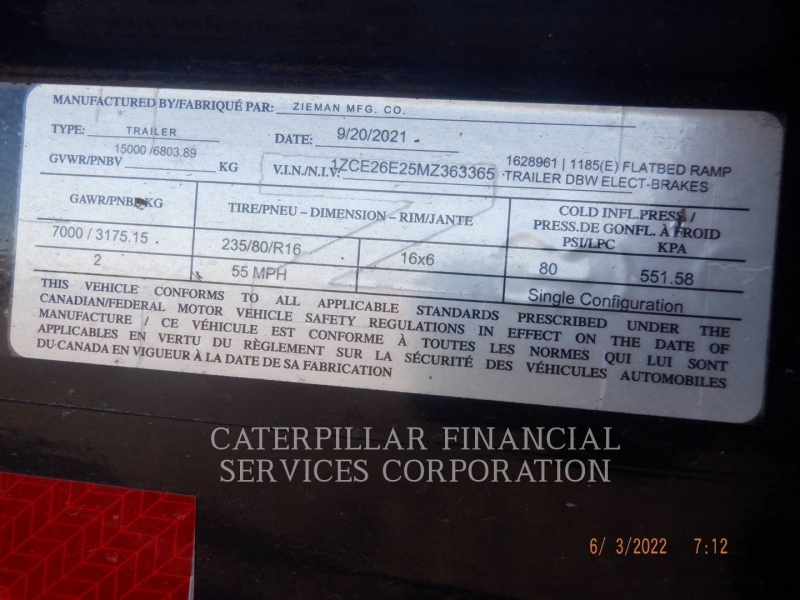 MANUFACTURED BY/FABRIQUÉ PAR: ZIEMAN MFG. CO.
TYPE: TRAILER DATE: 9/20/2021
GVWR/PNBV 15000 /6803.89 KG V.I.N./N.I.V: 1ZCE26E25MZ363365 1628961 | 1185(E) FLATBED RAMP
TRAILER DBW ELECT-BRAKES
GAWR/PNBE KG TIRE/PNEU – DIMENSION – RIM/JANTE COLD INFL.PRESS /
PRESS.DE GONFL. À FROID
PSI/LPC KPA
7000 / 3175.15 235/80/R16 16x6 80 551.58
2 55 MPH Single Configuration
THIS VEHICLE CONFORMS TO ALL APPLICABLE STANDARDS PRESCRIBED UNDER THE
CANADIAN/FEDERAL MOTOR VEHICLE SAFETY REGULATIONS IN EFFECT ON THE DATE OF
MANUFACTURE / CE VÉHICULE EST CONFORME À TOUTES LES NORMES QUI LUI SONT
APPLICABLES EN VERTU DU RÈGLEMENT SUR LA SÉCURITÉ DES VÉHICULES AUTOMOBILES
DU CANADA EN VIGUEUR À LA DATE DE SA FABRICATION
CATERPILLAR FINANCIAL
SERVICES CORPORATION
6/ 3/2022 7:12